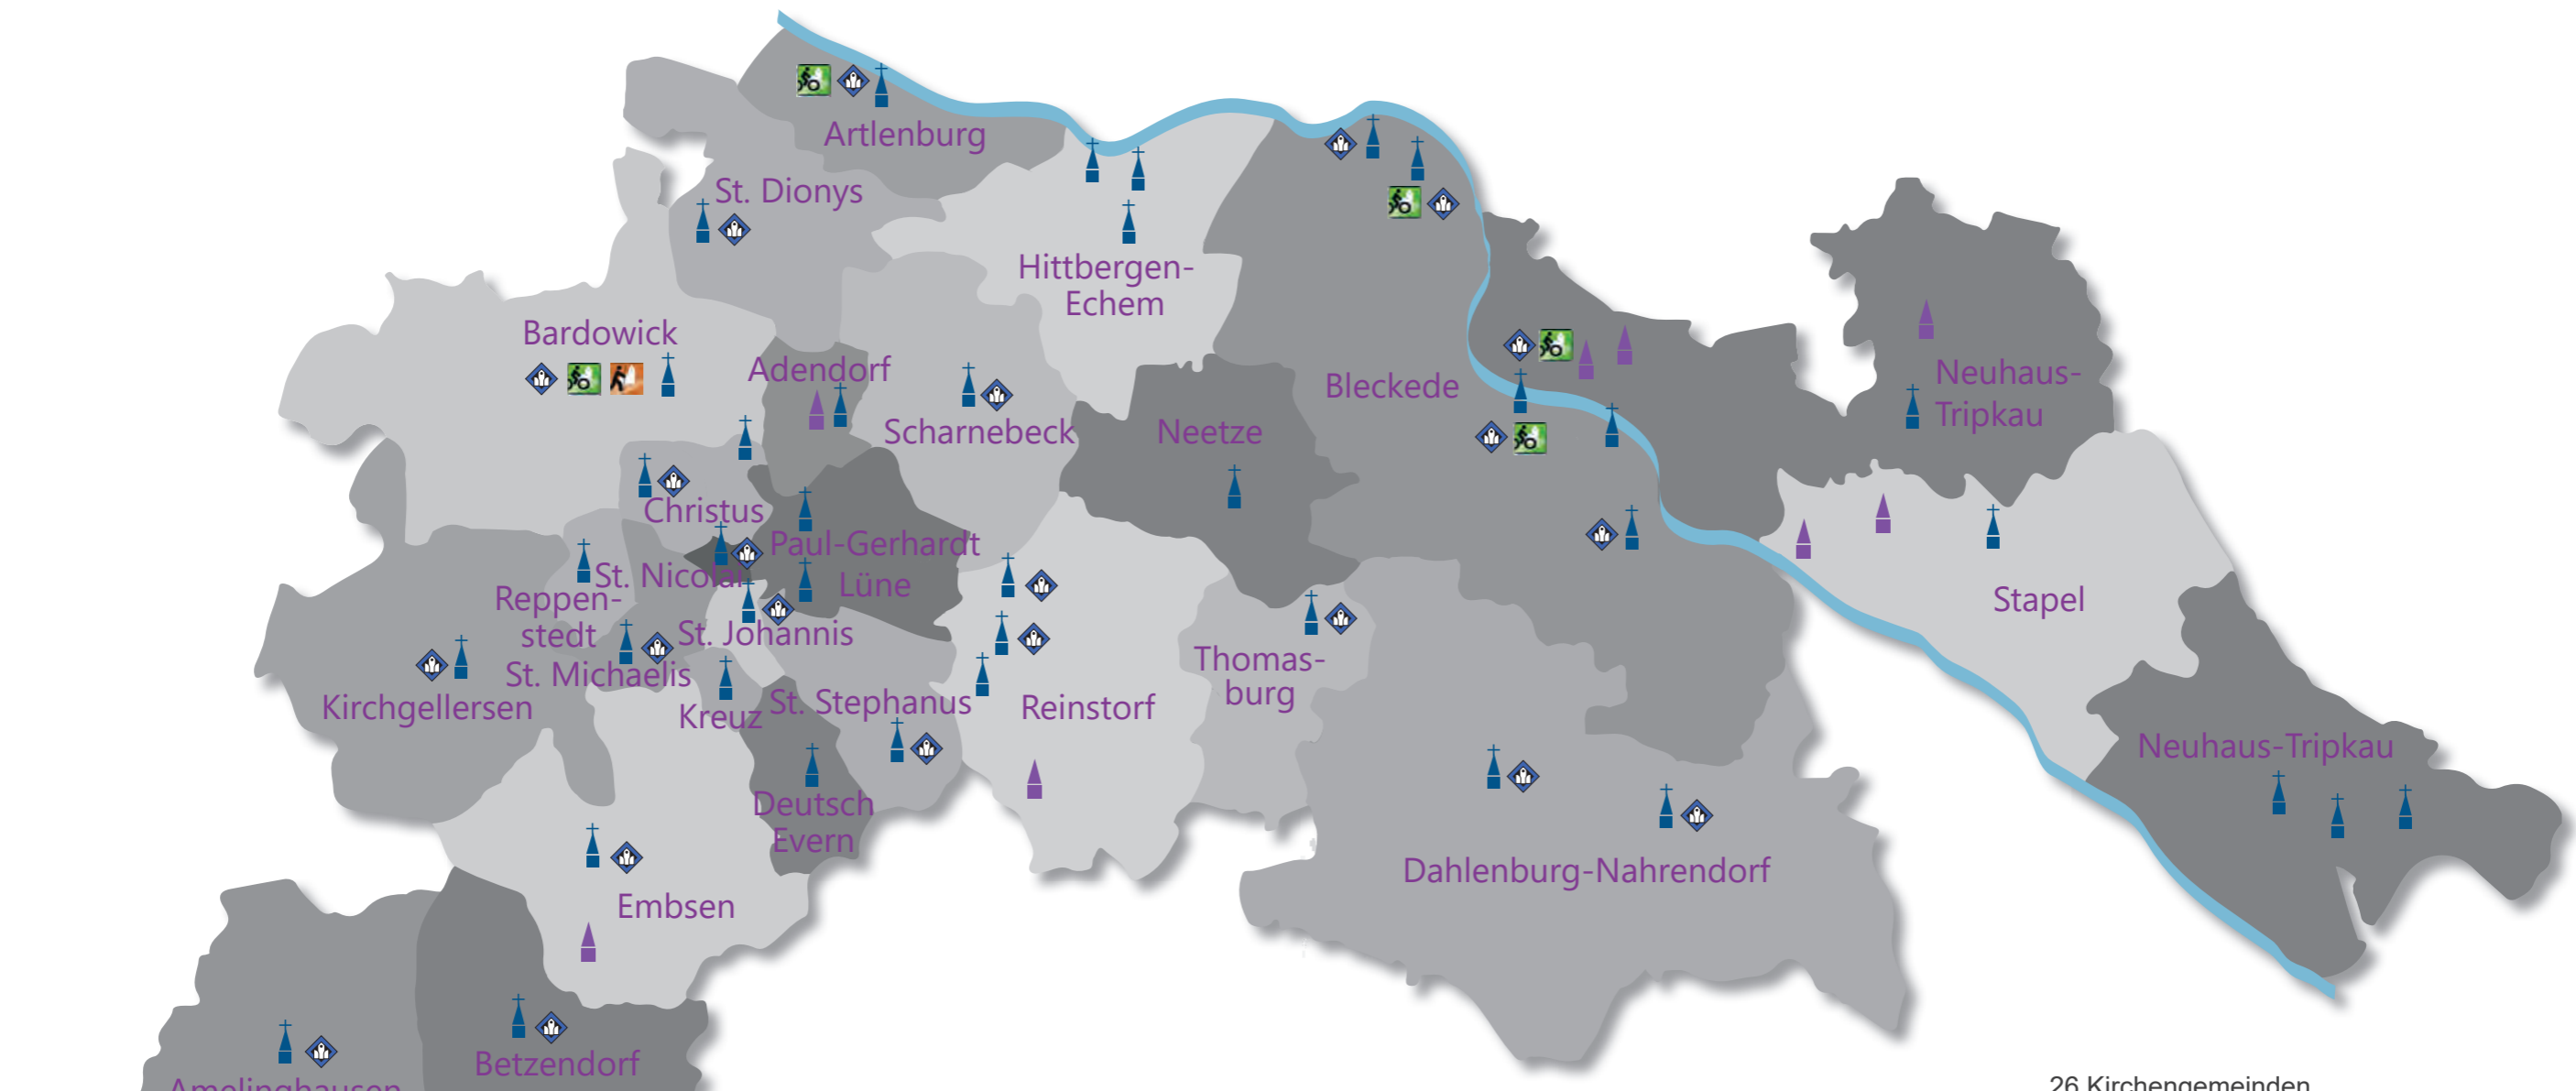 Artlenburg
St. Dionys
Hittbergen-
Echem
Bardowick
Adendorf
Bleckede
Neuhaus-
Tripkau
Scharnebeck
Neetze
Christus
Paul-Gerhardt
St. Nicolai
Lüne
Reppen-
stedt
Stapel
St. Johannis
Thomas-
burg
St. Michaelis
Kirchgellersen
Kreuz
St. Stephanus
Reinstorf
Neuhaus-Tripkau
Deutsch
Evern
Dahlenburg-Nahrendorf
Embsen
Betzendorf
Amelinghausen
26 Kirchengemeinden